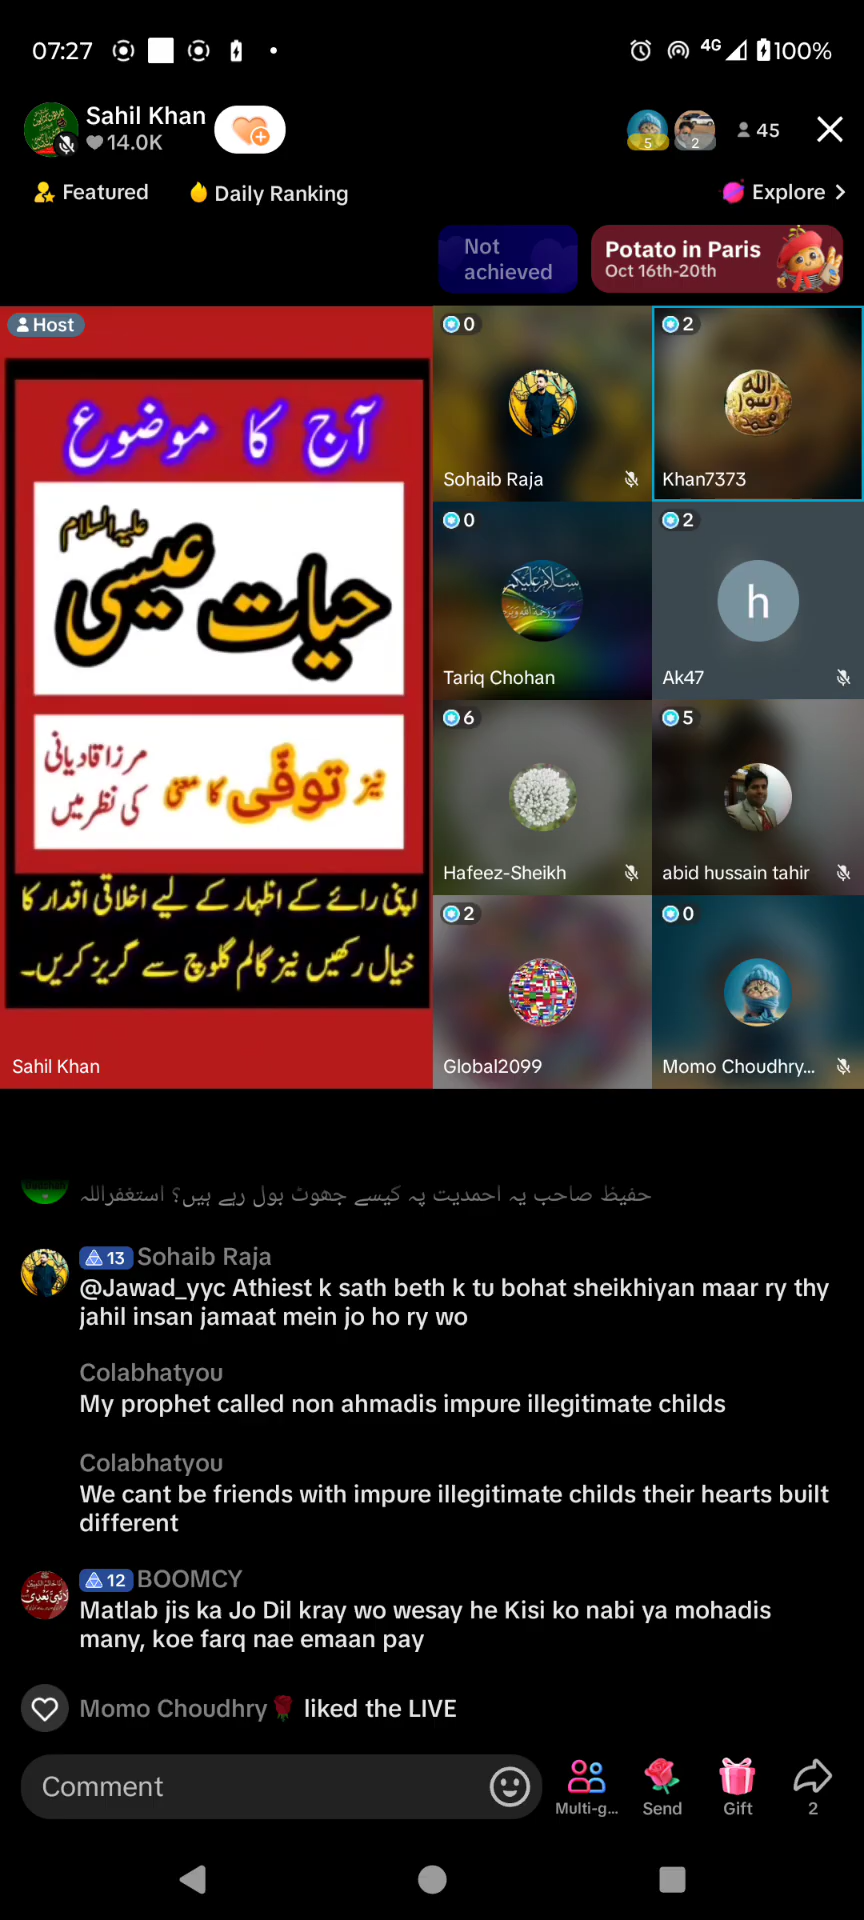 07:27
4G
100%
Sahil Khan
14.0K
5
2
45
Featured
Daily Ranking
Explore
Not
achieved
Potato in Paris
Oct 16th-20th
Host
آج کا موضوع
حیات عیسی علیہ السلام
نیز توفّی کا معنی
مرزا قادیانی
کی نظر میں
اپنی رائے کے اظہار کے لیے اخلاقی اقدار کا
خیال رکھیں نیز گالم گلوچ سے گریز کریں۔
Sahil Khan
0
Sohaib Raja
2
الله
رسول
محمد
Khan7373
0
Tariq Chohan
2
h
Ak47
6
Hafeez-Sheikh
5
abid hussain tahir
2
Global2099
0
Momo Choudhry...
حفیظ صاحب یہ احمدیت پہ کیسے جھوٹ بول رہے ہیں؟ استغفراللہ
13 Sohaib Raja
@Jawad_yyc Athiest k sath beth k tu bohat sheikhiyan maar ry thy
jahil insan jamaat mein jo ho ry wo
Colabhatyou
My prophet called non ahmadis impure illegitimate childs
Colabhatyou
We cant be friends with impure illegitimate childs their hearts built
different
12 BOOMCY
Matlab jis ka Jo Dil kray wo wesay he Kisi ko nabi ya mohadis
many, koe farq nae emaan pay
Momo Choudhry🌹 liked the LIVE
Comment
Multi-g...
Send
Gift
2